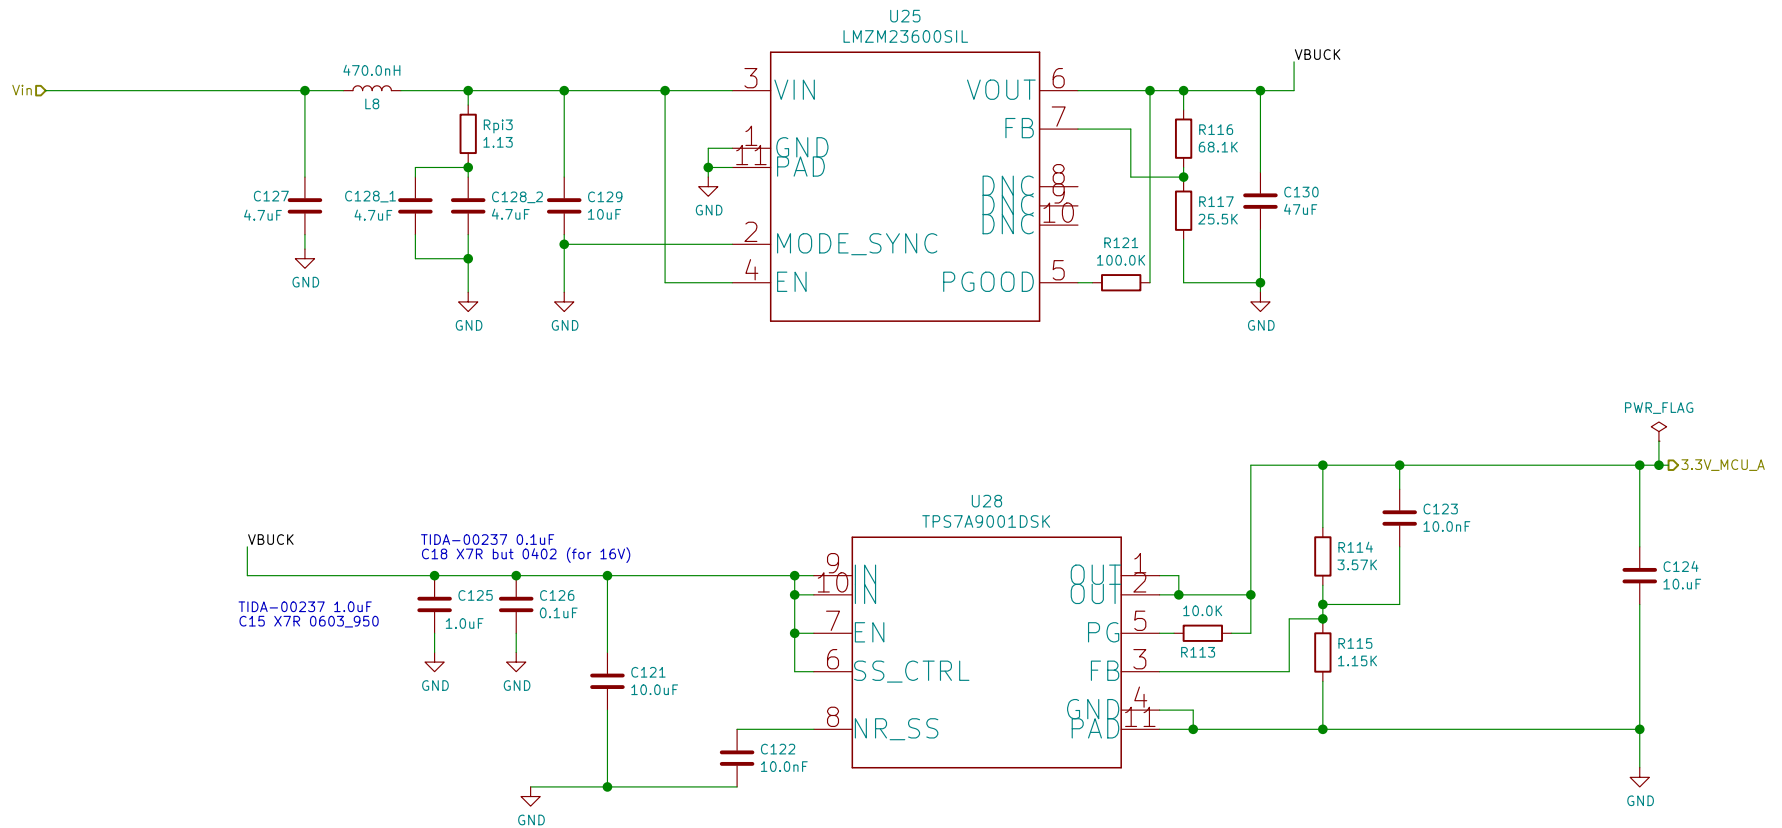 U25
LMZM23600SIL
Vin
470.0nH
L8
Rpi3
1.13
C127
4.7uF
GND
C128_1
4.7uF
C128_2
4.7uF
GND
C129
10uF
GND
3
VIN
1
GND
11
PAD
GND
2
MODE_SYNC
4
EN
VOUT
6
FB
7
DNC
8
DNC
9
DNC
10
PGOOD
5
R121
100.0K
R116
68.1K
R117
25.5K
C130
47uF
GND
VBUCK
PWR_FLAG
3.3V_MCU_A
U28
TPS7A9001DSK
VBUCK
TIDA-00237 0.1uF
C18 X7R but 0402 (for 16V)
TIDA-00237 1.0uF
C15 X7R 0603_950
C125
1.0uF
GND
C126
0.1uF
GND
C121
10.0uF
C122
10.0nF
GND
9
IN
10
IN
7
EN
6
SS_CTRL
8
NR_SS
OUT
1
OUT
2
PG
5
FB
3
GND
4
PAD
11
10.0K
R113
R114
3.57K
R115
1.15K
C123
10.0nF
C124
10.uF
GND